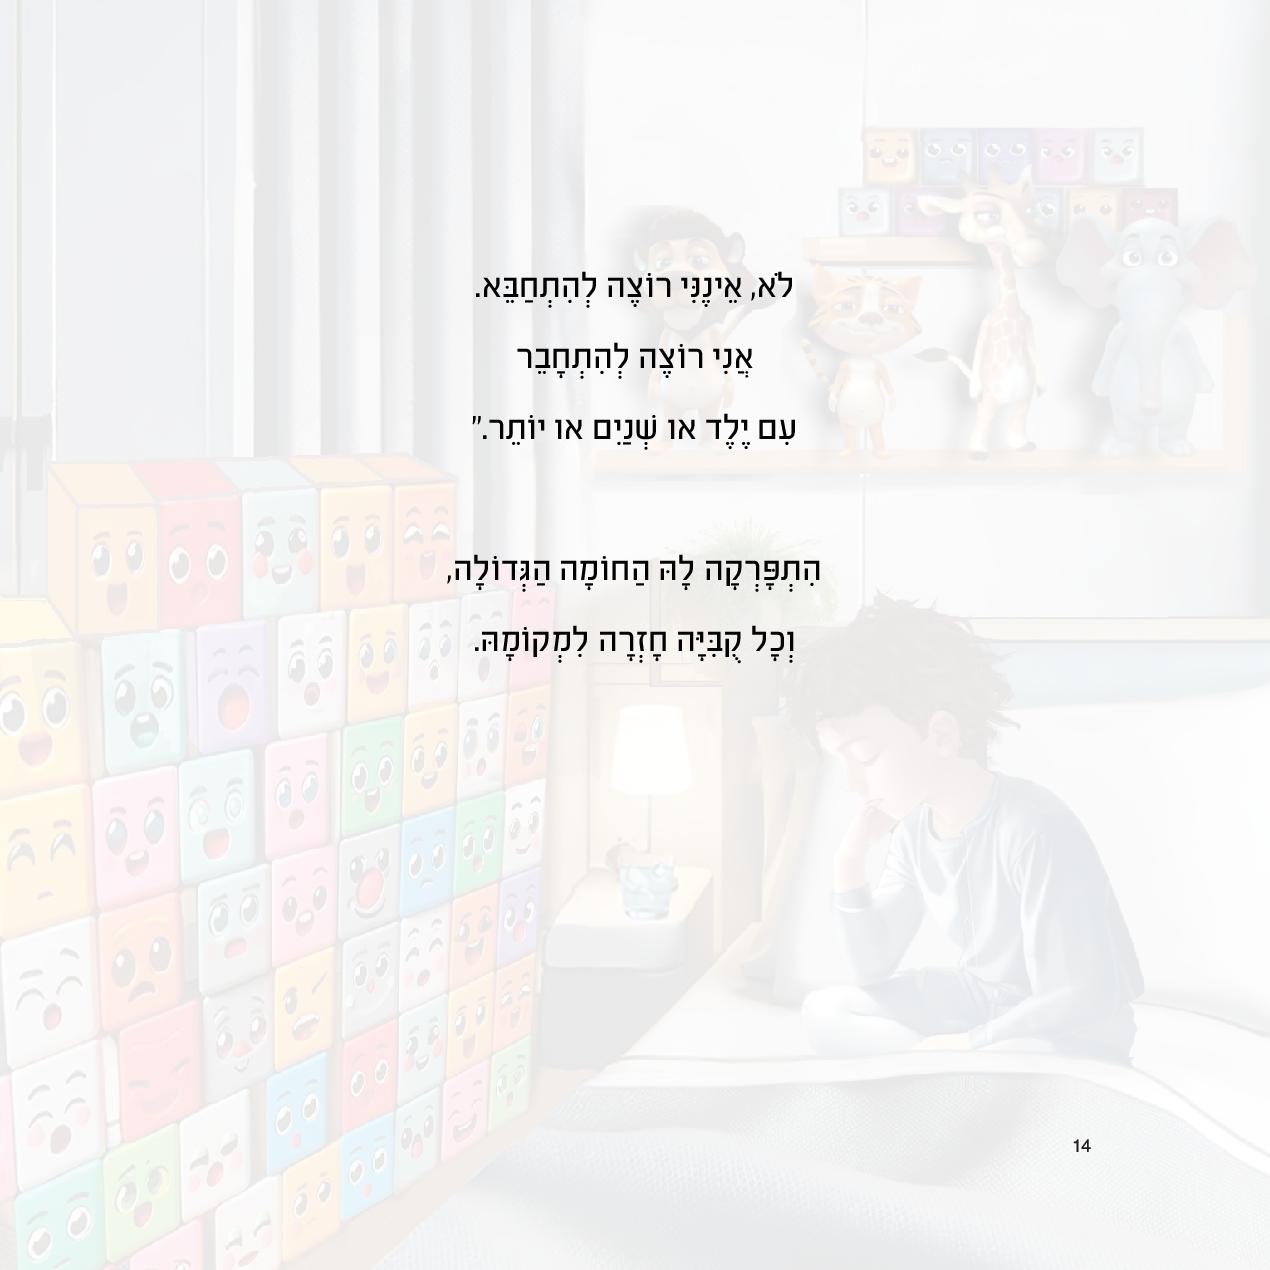 לֹא, אֵינֶנִּי רוֹצֶה לְהִתְחַבֵּא.
אֲנִי רוֹצֶה לְהִתְחָבֵר
עִם יֶלֶד או שְׁנַיִם או יוֹתֵר."
הִתְפָּרְקָה לָהּ הַחוֹמָה הַגְּדוֹלָה,
וְכָל קֻבִּיָּה חָזְרָה לִמְקוֹמָהּ.
14